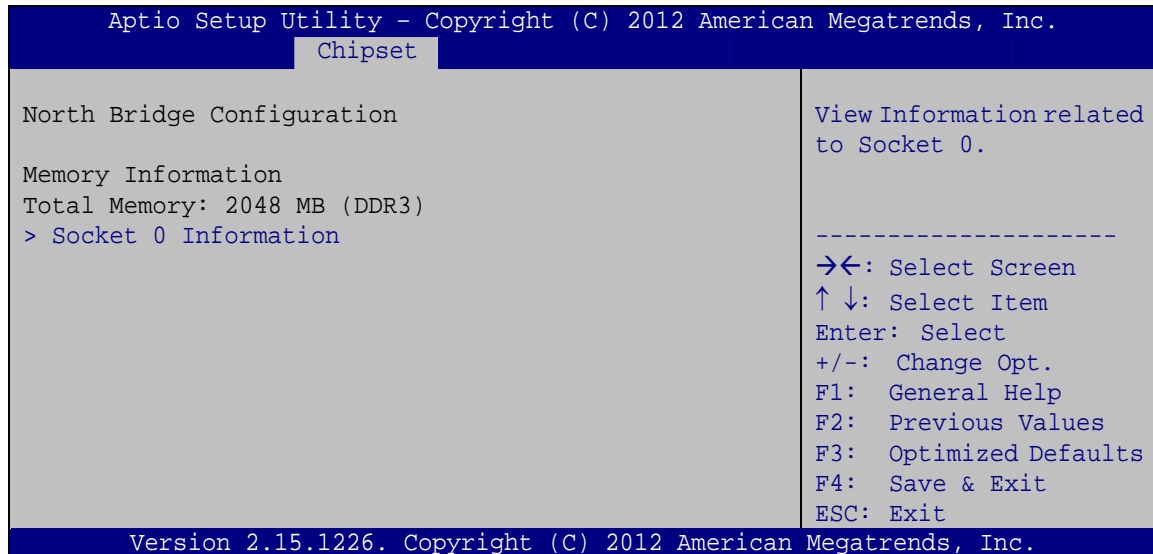 Aptio Setup Utility – Copyright (C) 2012 American Megatrends, Inc.
Chipset
North Bridge Configuration
Memory Information
Total Memory: 2048 MB (DDR3)
> Socket 0 Information
View Information related
to Socket 0.
----------------------
→←: Select Screen
↑ ↓: Select Item
Enter: Select
+/-: Change Opt.
F1: General Help
F2: Previous Values
F3: Optimized Defaults
F4: Save & Exit
ESC: Exit
Version 2.15.1226. Copyright (C) 2012 American Megatrends, Inc.